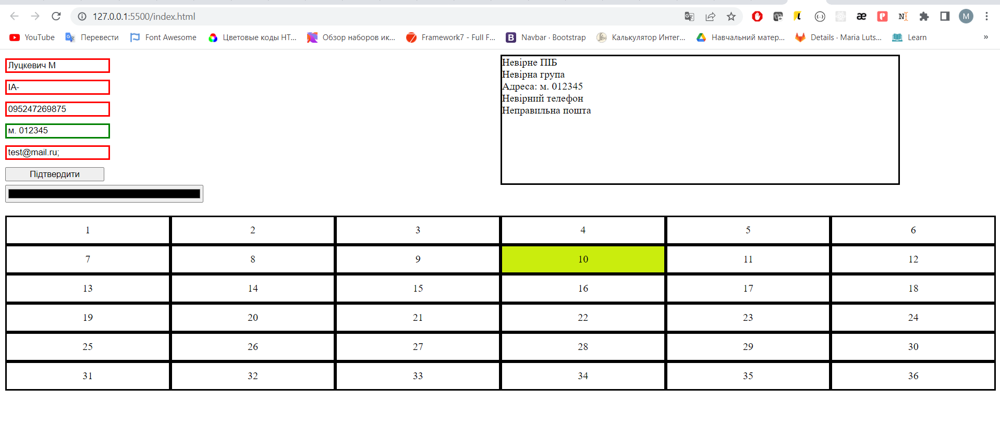 127.0.0.1:5500/index.html
M
YouTube
Перевести
Font Awesome
Цветовые коды HT...
Обзор наборов ик...
Framework7 - Full F...
Navbar · Bootstrap
Калькулятор Интег...
Навчальний матер...
Details · Maria Luts...
Learn
»
Луцкевич М
ІА-
095247269875
м. 012345
test@mail.ru;
Підтвердити
Невірне ПІБ
Невірна група
Адреса: м. 012345
Невірний телефон
Неправильна пошта
1 2 3 4 5 6
7 8 9 10 11 12
13 14 15 16 17 18
19 20 21 22 23 24
25 26 27 28 29 30
31 32 33 34 35 36